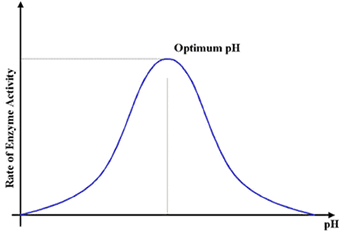 Optimum pH
Rate of Enzyme Activity
pH